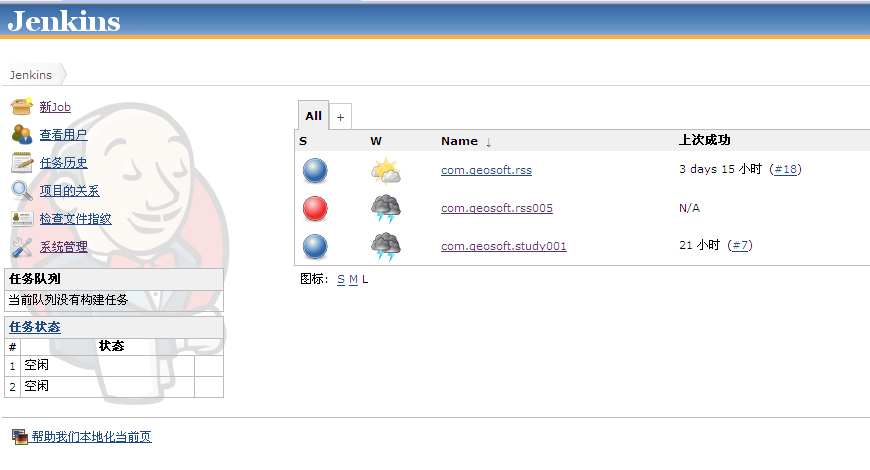 Jenkins
Jenkins
新Job
查看用户
任务历史
项目的关系
检查文件指纹
系统管理
任务队列
当前队列没有构建任务
任务状态
# 状态
1 空闲
2 空闲
All +
S W Name ↓ 上次成功
com.geosoft.rss 3 days 15 小时 (#18)
com.geosoft.rss005 N/A
com.geosoft.study001 21 小时 (#7)
图标: S M L
帮助我们本地化当前页